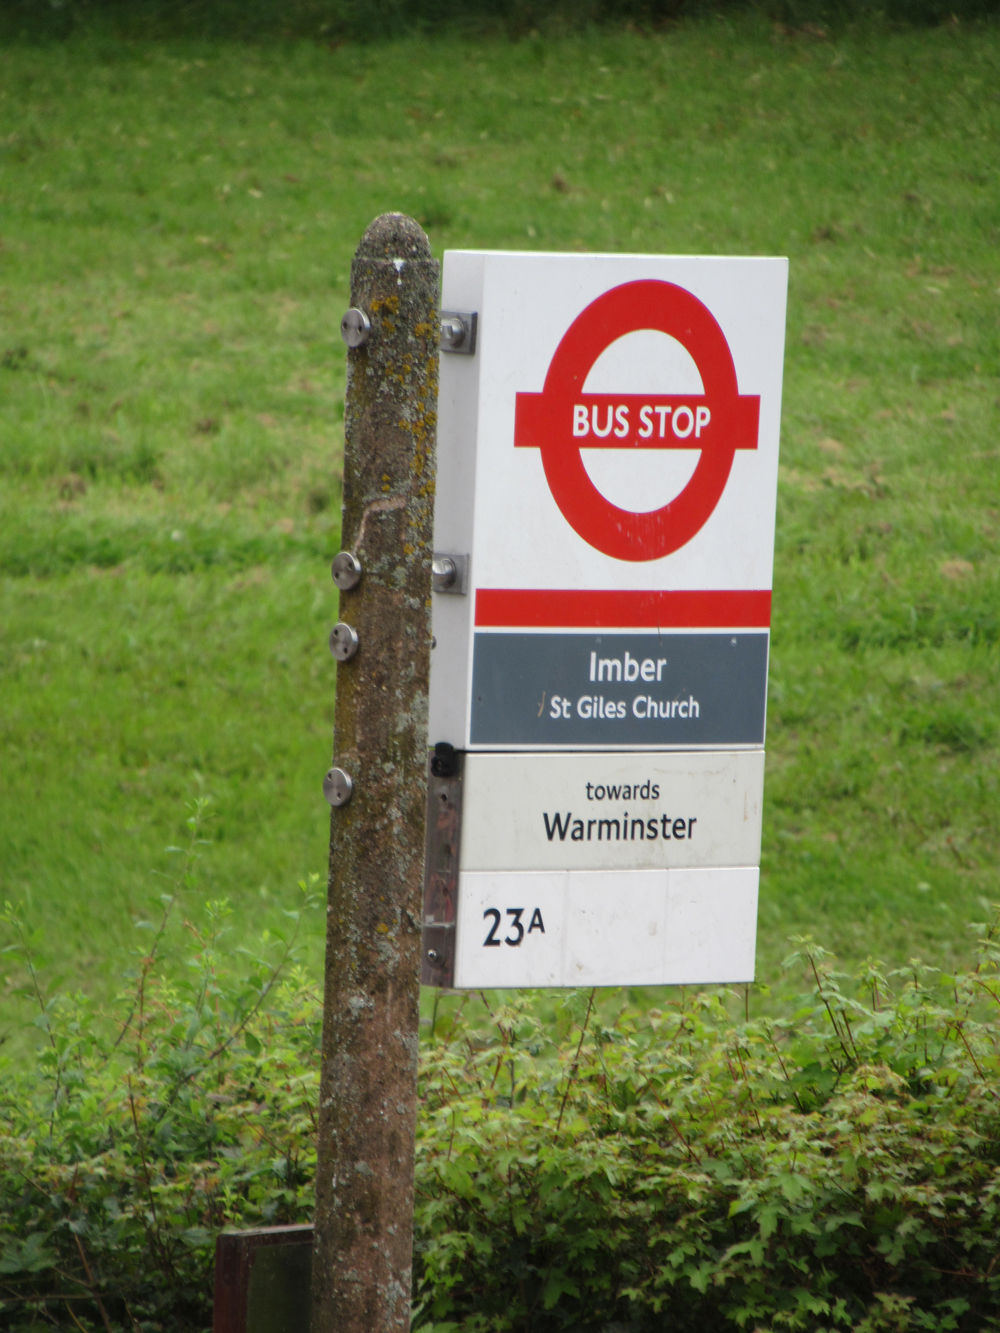 BUS STOP
Imber
St Giles Church
towards
Warminster
23A